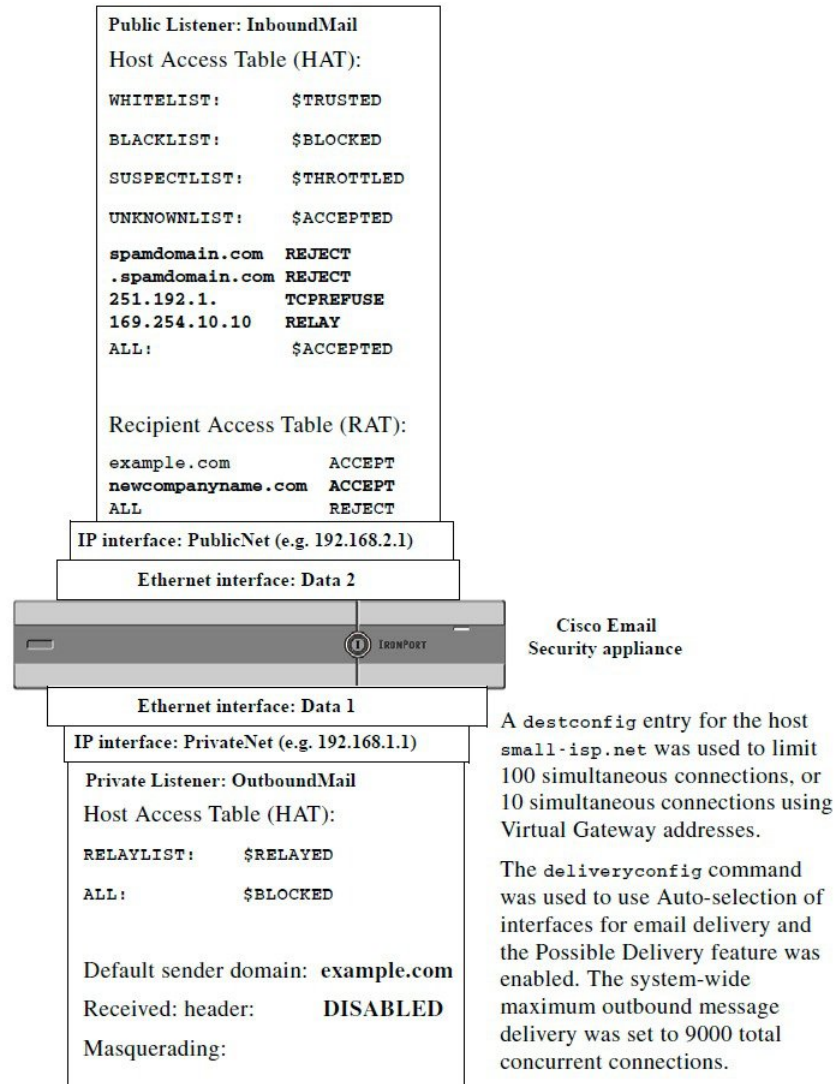 Public Listener: InboundMail
Host Access Table (HAT):
WHITELIST: $TRUSTED
BLACKLIST: $BLOCKED
SUSPECTLIST: $THROTTLED
UNKNOWNLIST: $ACCEPTED
spamdomain.com REJECT
.spamdomain.com REJECT
251.192.1. TCPREFUSE
169.254.10.10 RELAY
ALL: $ACCEPTED
Recipient Access Table (RAT):
example.com ACCEPT
newcompanyname.com ACCEPT
ALL REJECT
IP interface: PublicNet (e.g. 192.168.2.1)
Ethernet interface: Data 2
IRONPORT
Cisco Email
Security appliance
Ethernet interface: Data 1
IP interface: PrivateNet (e.g. 192.168.1.1)
Private Listener: OutboundMail
Host Access Table (HAT):
RELAYLIST: $RELAYED
ALL: $BLOCKED
Default sender domain: example.com
Received: header: DISABLED
Masquerading:
A destconfig entry for the host
small-isp.net was used to limit
100 simultaneous connections, or
10 simultaneous connections using
Virtual Gateway addresses.
The deliveryconfig command
was used to use Auto-selection of
interfaces for email delivery and
the Possible Delivery feature was
enabled. The system-wide
maximum outbound message
delivery was set to 9000 total
concurrent connections.